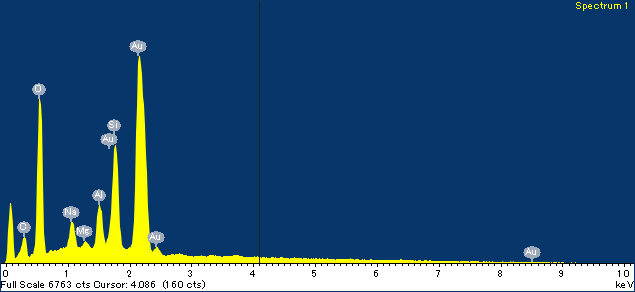 Spectrum 1
Au
O
Si
Au
Al
Na
C
Mg
Au
Au
0 1 2 3 4 5 6 7 8 9 10
Full Scale 6763 cts Cursor: 4.086 (160 cts) keV